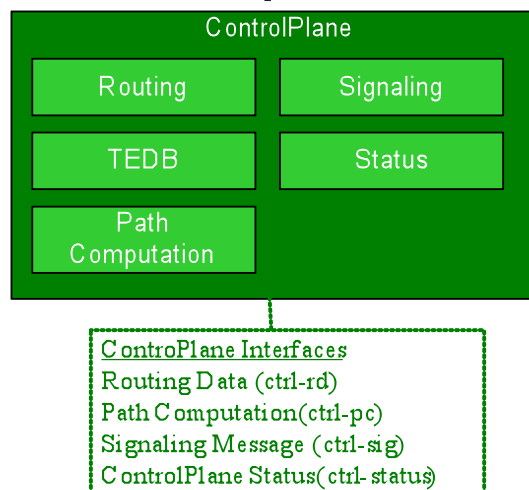 ControlPlane
Routing
Signaling
TEDB
Status
Path
Computation
ControPlane Interfaces
Routing Data (ctrl-rd)
Path Computation(ctrl-pc)
Signaling Message (ctrl-sig)
ControlPlane Status(ctrl-status)